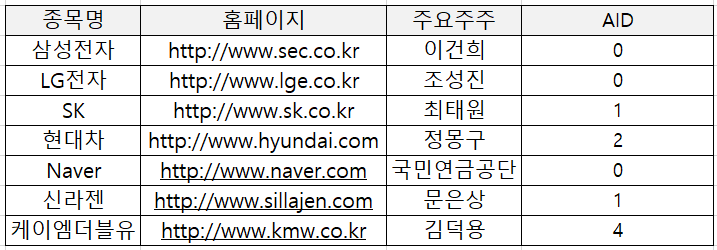 종목명 홈페이지 주요주주 AID
삼성전자 http://www.sec.co.kr 이건희 0
LG전자 http://www.lge.co.kr 조성진 0
SK http://www.sk.co.kr 최태원 1
현대차 http://www.hyundai.com 정몽구 2
Naver http://www.naver.com 국민연금공단 0
신라젠 http://www.sillajen.com 문은상 1
케이엠더블유 http://www.kmw.co.kr 김덕용 4